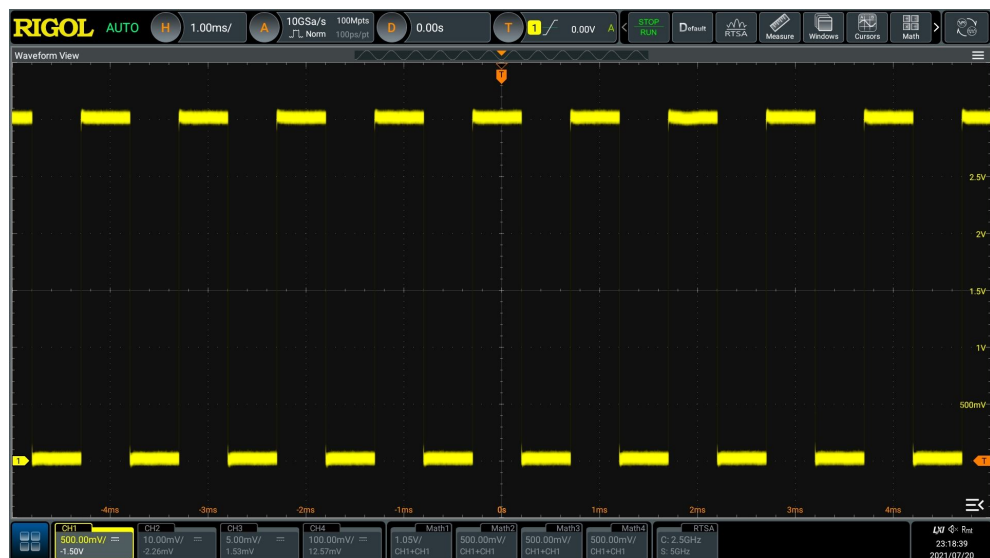 RIGOL AUTO H 1.00ms/ A 10GSa/s 100Mpts D 0.00s T 1 0.00V A < STOP Default RTSA Measure Windows Cursors Math >
Norm 100ps/pt RUN
Waveform View
T
2.5V
2V
1.5V
1V
500mV
1 T
-4ms -3ms -2ms -1ms 0s 1ms 2ms 3ms 4ms
CH1 CH2 CH3 CH4 Math1 Math2 Math3 Math4 RTSA
500.00mV/ 10.00mV/ 5.00mV/ 100.00mV/ 1.05V/ 500.00mV/ 500.00mV/ 500.00mV/ C: 2.5GHz LXI Rmt
-1.50V -2.26mV 1.53mV 12.57mV CH1+CH1 CH1+CH1 CH1+CH1 CH1+CH1 S: 5GHz 23:18:39
2021/07/20